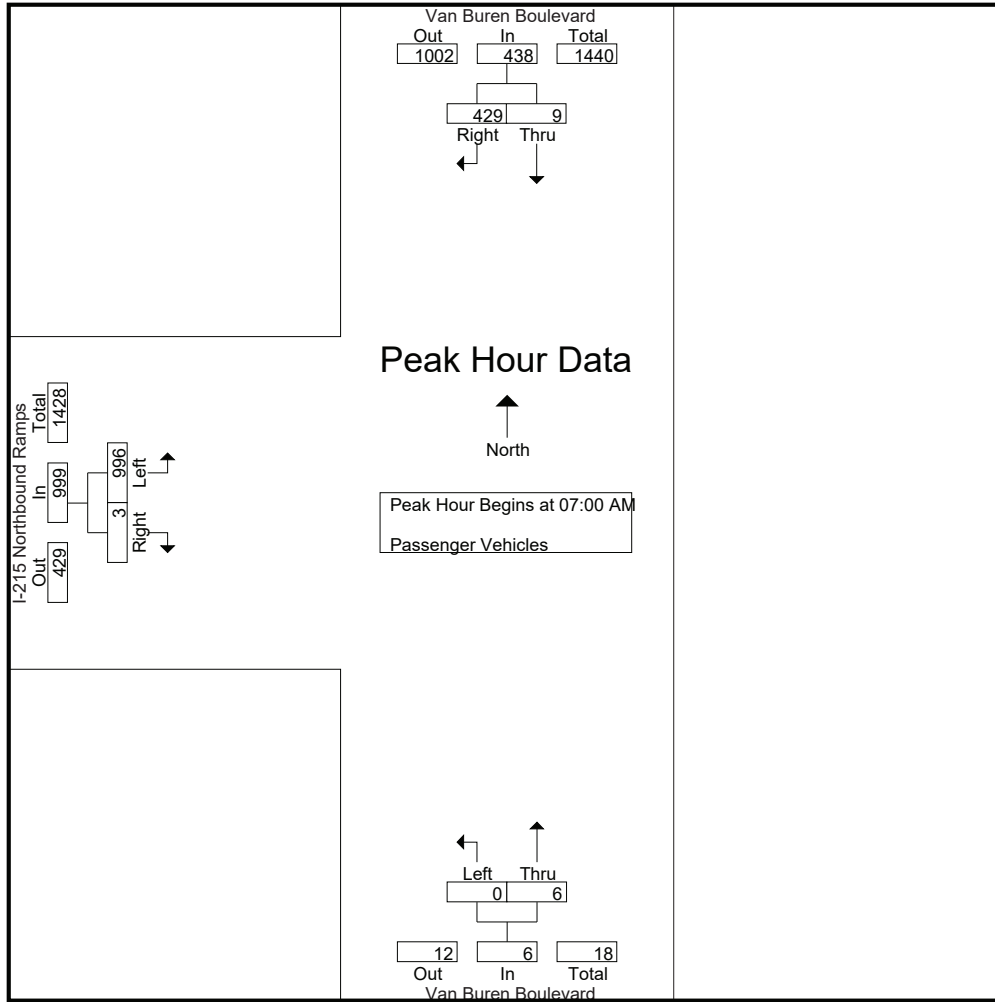 Van Buren Boulevard
Out In Total
1002 438 1440
429 9
Right Thru
Peak Hour Data
North
Peak Hour Begins at 07:00 AM
Passenger Vehicles
I-215 Northbound Ramps
Out In Total
429 999 1428
3 996
Right Left
Left Thru
0 6
12 6 18
Out In Total
Van Buren Boulevard